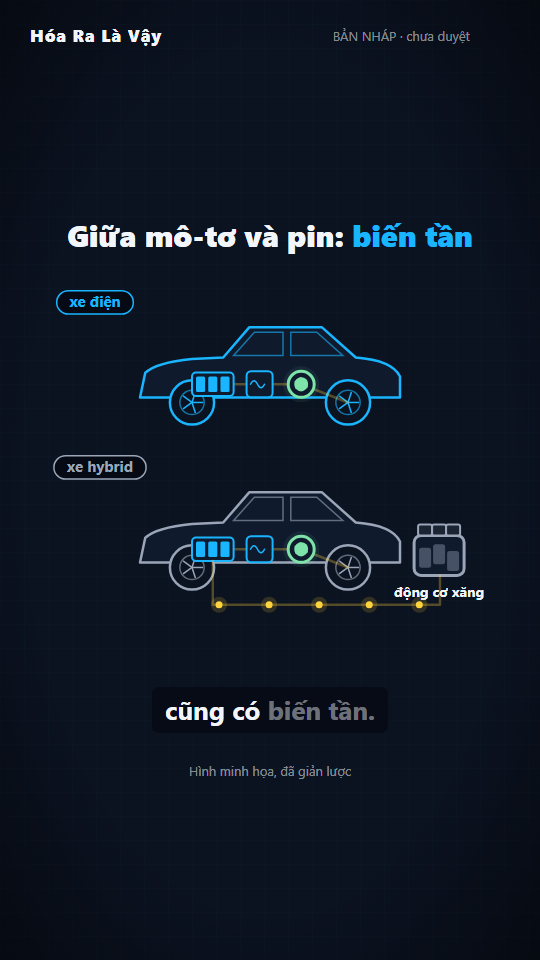 Hóa Ra Là Vậy
BẢN NHÁP · chưa duyệt
Giữa mô-tơ và pin: biến tần
xe điện
xe hybrid
động cơ xăng
cũng có biến tần.
Hình minh họa, đã giản lược